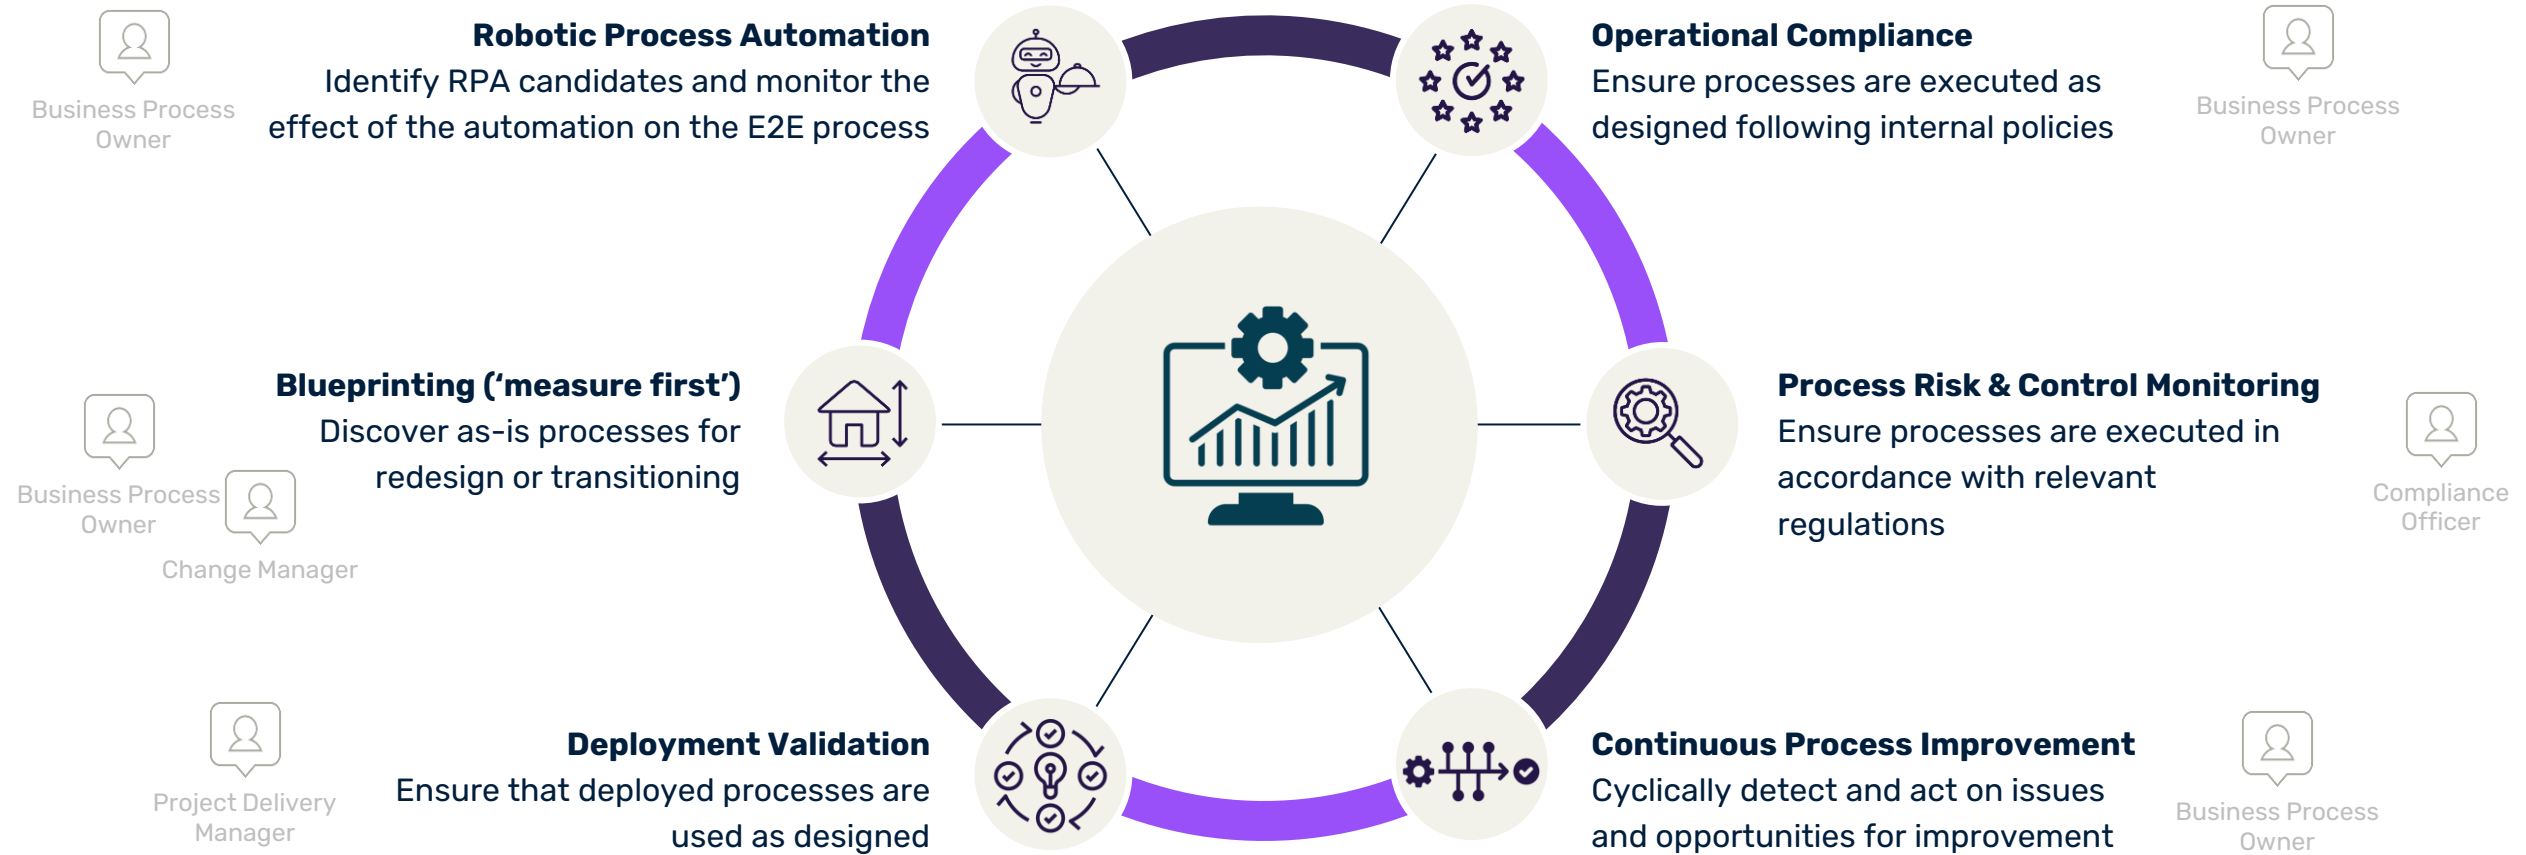 Robotic Process Automation
Identify RPA candidates and monitor the
effect of the automation on the E2E process
Business Process
Owner
Operational Compliance
Ensure processes are executed as
designed following internal policies
Business Process
Owner
Blueprinting (‘measure first’)
Discover as-is processes for
redesign or transitioning
Business Process
Owner
Change Manager
Process Risk & Control Monitoring
Ensure processes are executed in
accordance with relevant
regulations
Compliance
Officer
Deployment Validation
Ensure that deployed processes are
used as designed
Project Delivery
Manager
Continuous Process Improvement
Cyclically detect and act on issues
and opportunities for improvement
Business Process
Owner